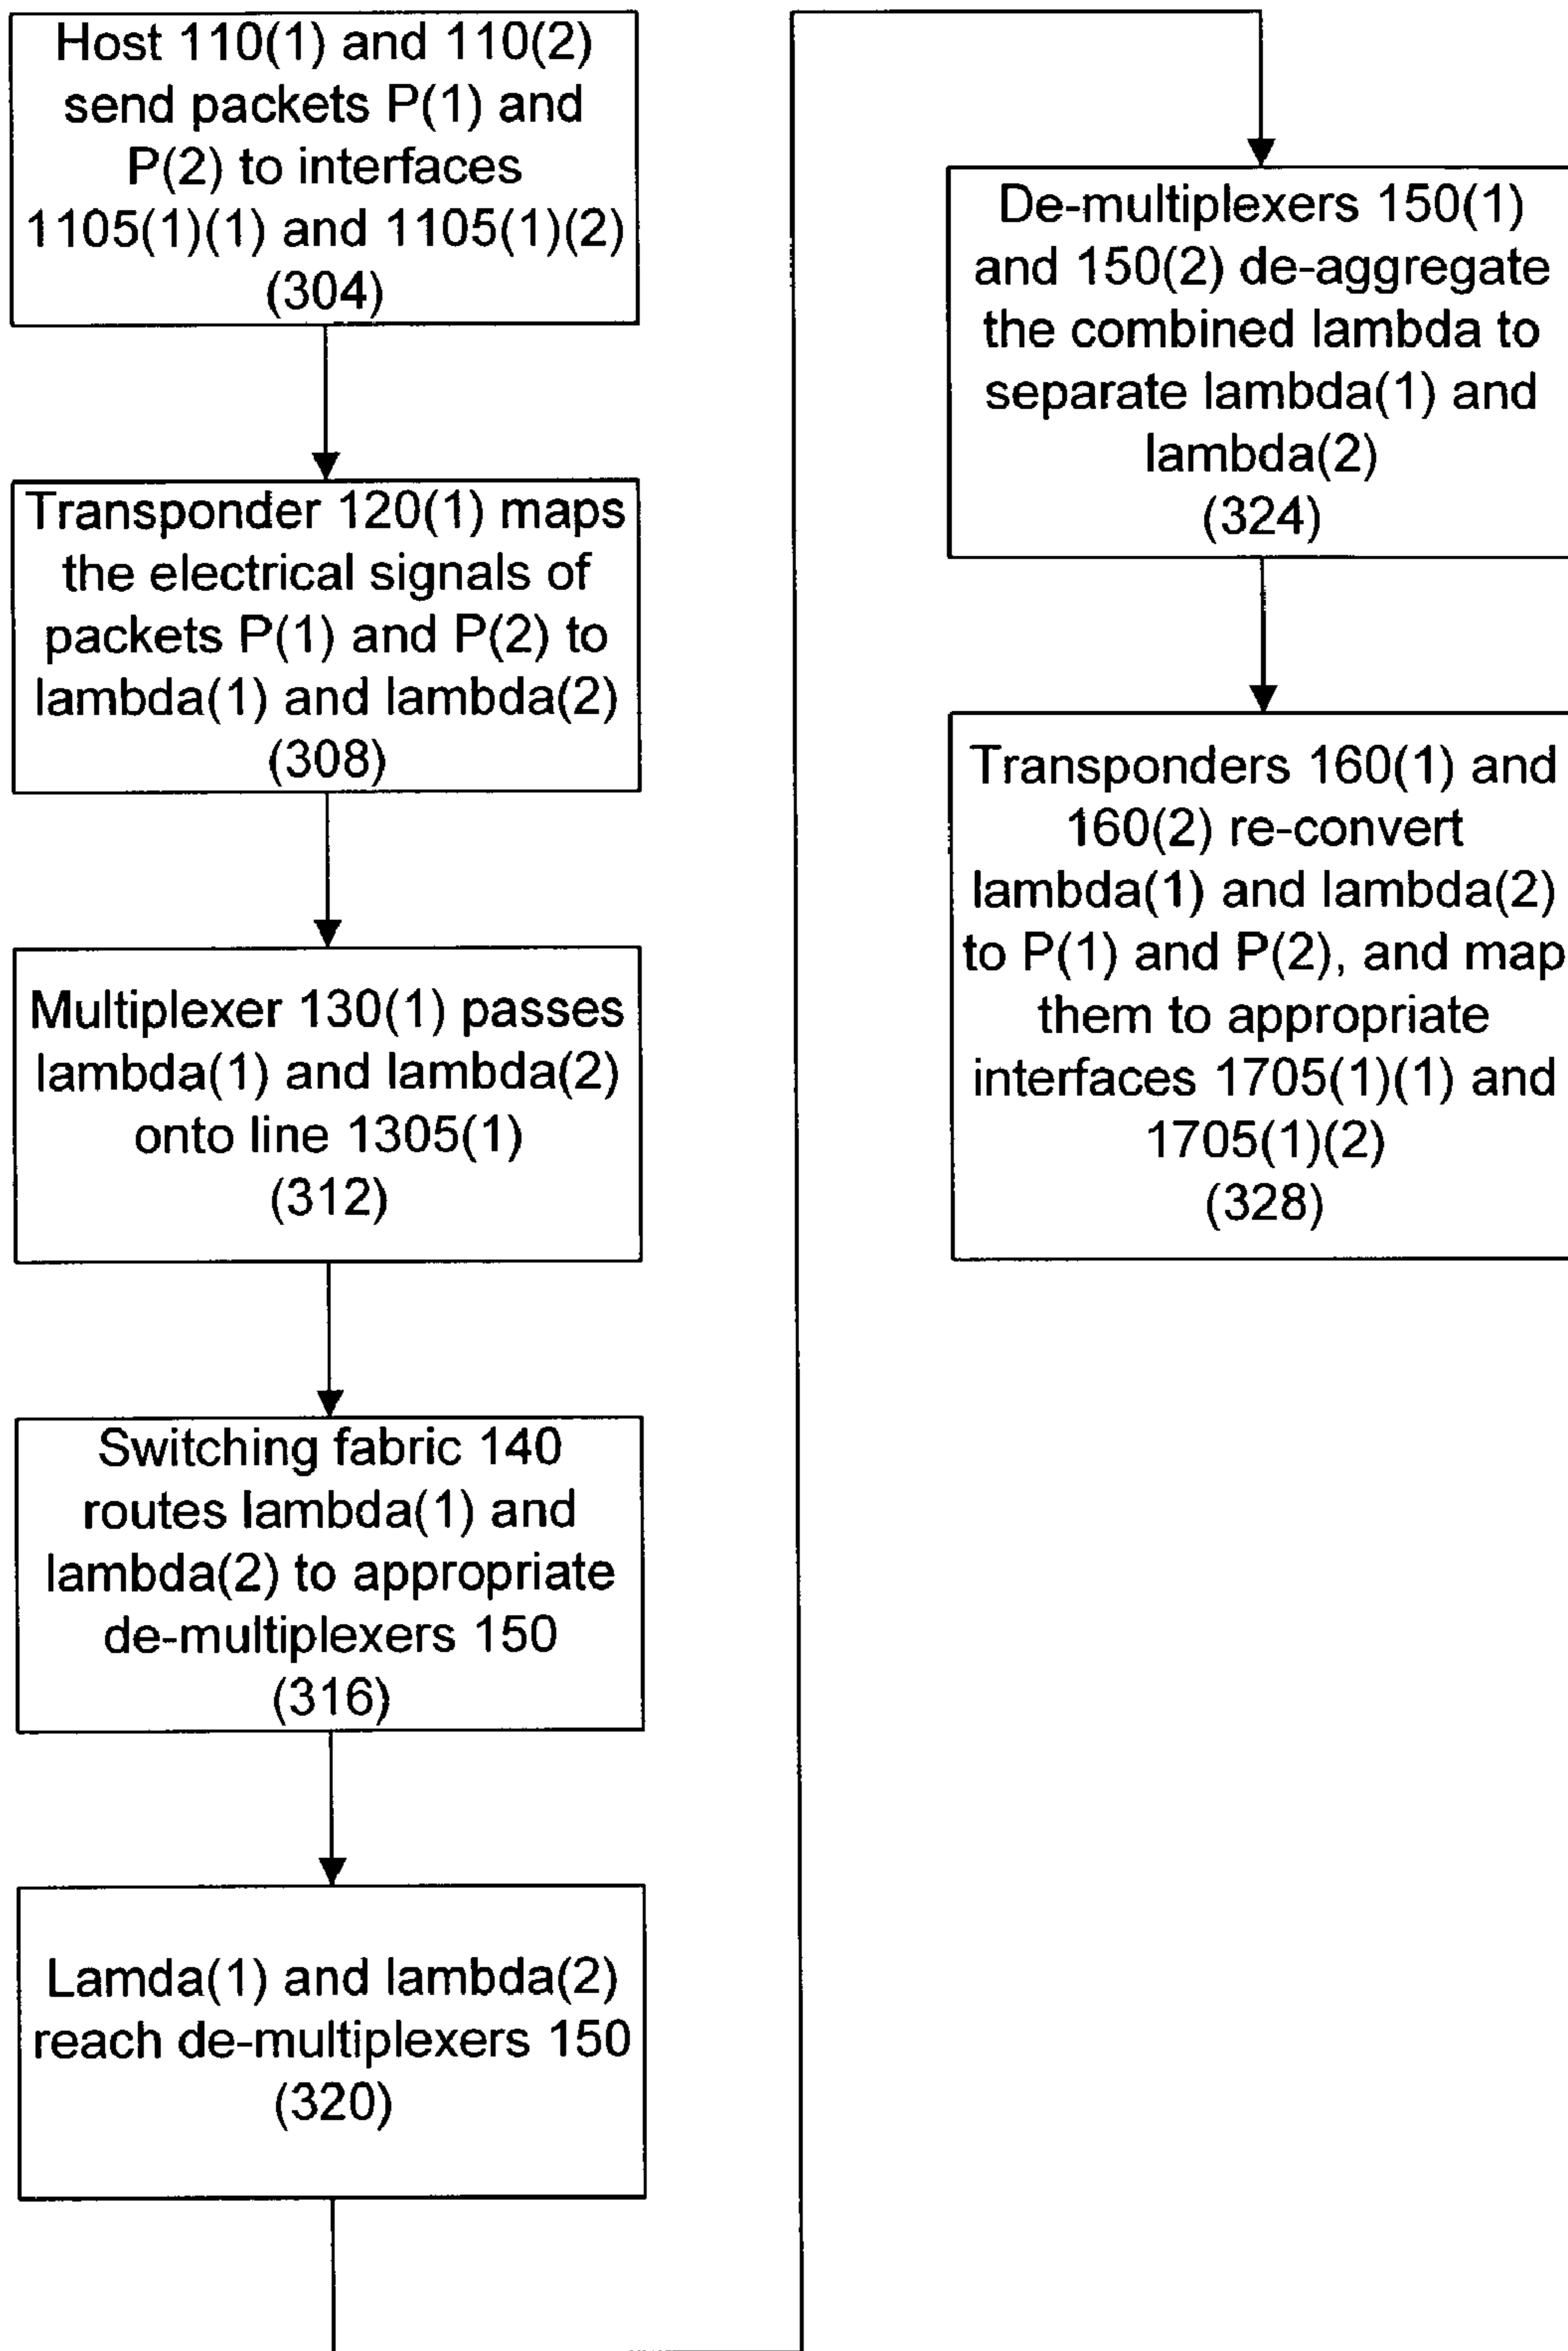 Host 110(1) and 110(2)
send packets P(1) and
P(2) to interfaces
1105(1)(1) and 1105(1)(2)
(304)
Transponder 120(1) maps
the electrical signals of
packets P(1) and P(2) to
lambda(1) and lambda(2)
(308)
Multiplexer 130(1) passes
lambda(1) and lambda(2)
onto line 1305(1)
(312)
Switching fabric 140
routes lambda(1) and
lambda(2) to appropriate
de-multiplexers 150
(316)
Lamda(1) and lambda(2)
reach de-multiplexers 150
(320)
De-multiplexers 150(1)
and 150(2) de-aggregate
the combined lambda to
separate lambda(1) and
lambda(2)
(324)
Transponders 160(1) and
160(2) re-convert
lambda(1) and lambda(2)
to P(1) and P(2), and map
them to appropriate
interfaces 1705(1)(1) and
1705(1)(2)
(328)